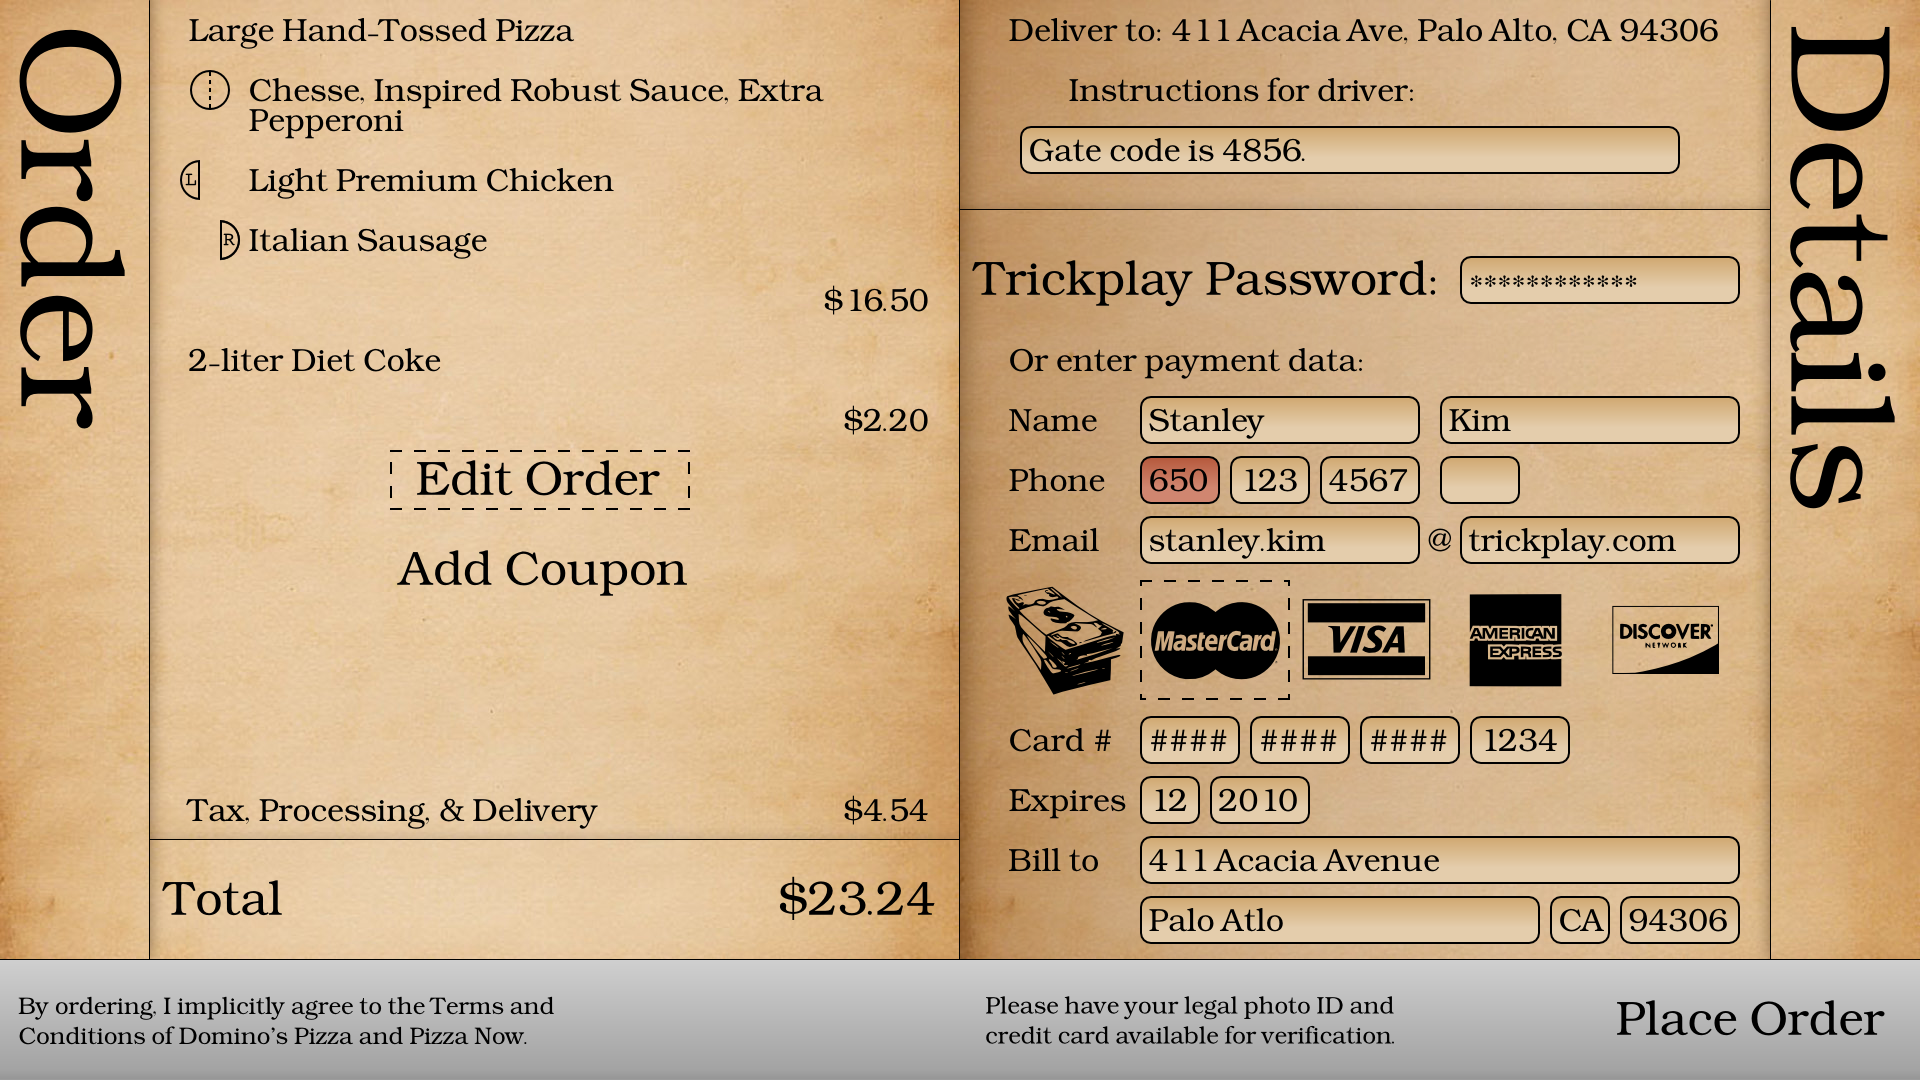 Order
Large Hand-Tossed Pizza
Chesse, Inspired Robust Sauce, Extra
Pepperoni
L Light Premium Chicken
R Italian Sausage
$16.50
2-liter Diet Coke
$2.20
Edit Order
Add Coupon
Tax, Processing, & Delivery $4.54
Total $23.24
Deliver to: 411 Acacia Ave, Palo Alto, CA 94306
Instructions for driver:
Gate code is 4856.
Trickplay Password: ************
Or enter payment data:
Name Stanley Kim
Phone 650 123 4567
Email stanley.kim @ trickplay.com
$ MasterCard VISA AMERICAN EXPRESS DISCOVER NETWORK
Card # #### #### #### 1234
Expires 12 2010
Bill to 411 Acacia Avenue
Palo Atlo CA 94306
Details
By ordering, I implicitly agree to the Terms and
Conditions of Domino's Pizza and Pizza Now.
Please have your legal photo ID and
credit card available for verification.
Place Order